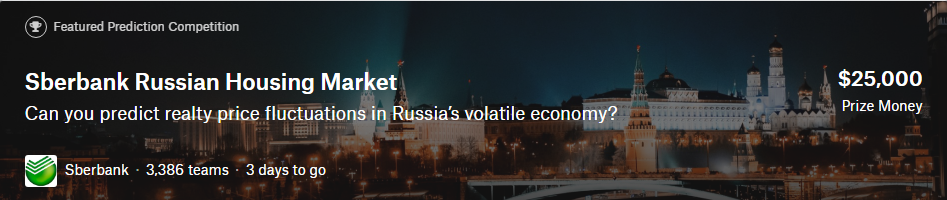 Featured Prediction Competition
Sberbank Russian Housing Market
$25,000
Can you predict realty price fluctuations in Russia’s volatile economy?
Prize Money
Sberbank · 3,386 teams · 3 days to go